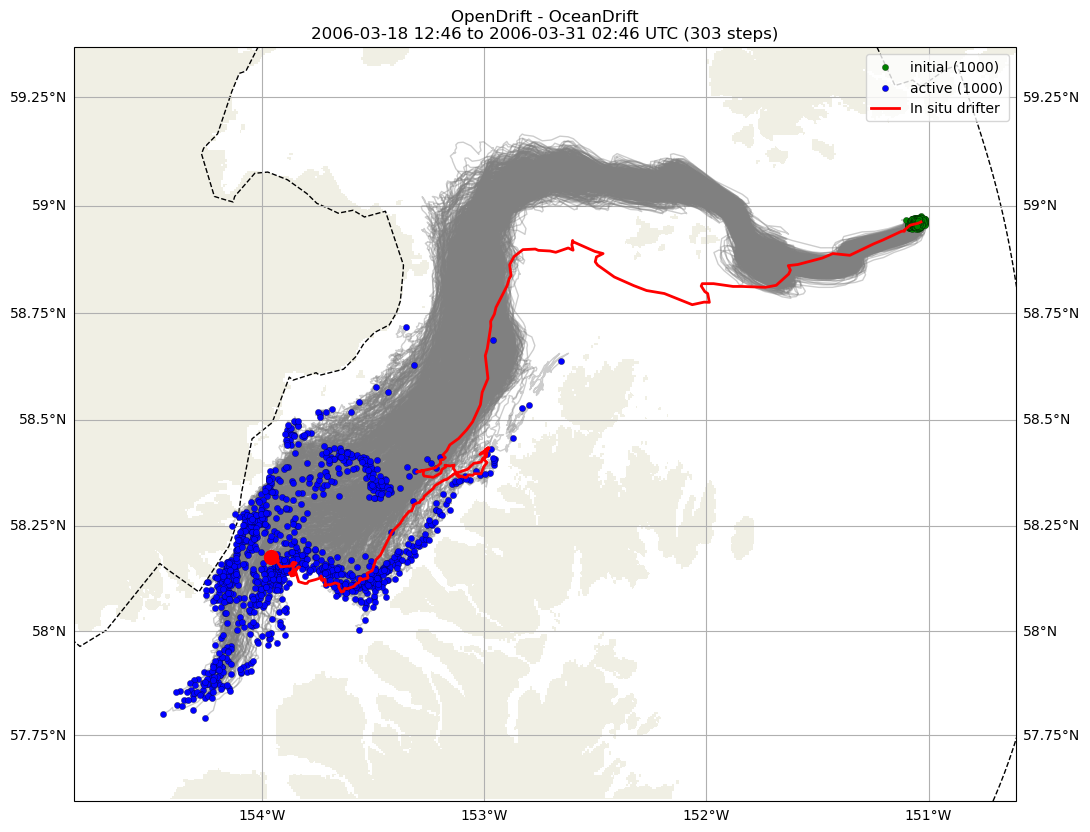 OpenDrift - OceanDrift
2006-03-18 12:46 to 2006-03-31 02:46 UTC (303 steps)
initial (1000)
active (1000)
In situ drifter
59.25°N
59.25°N
59°N
59°N
58.75°N
58.75°N
58.5°N
58.5°N
58.25°N
58.25°N
58°N
58°N
57.75°N
57.75°N
154°W
153°W
152°W
151°W